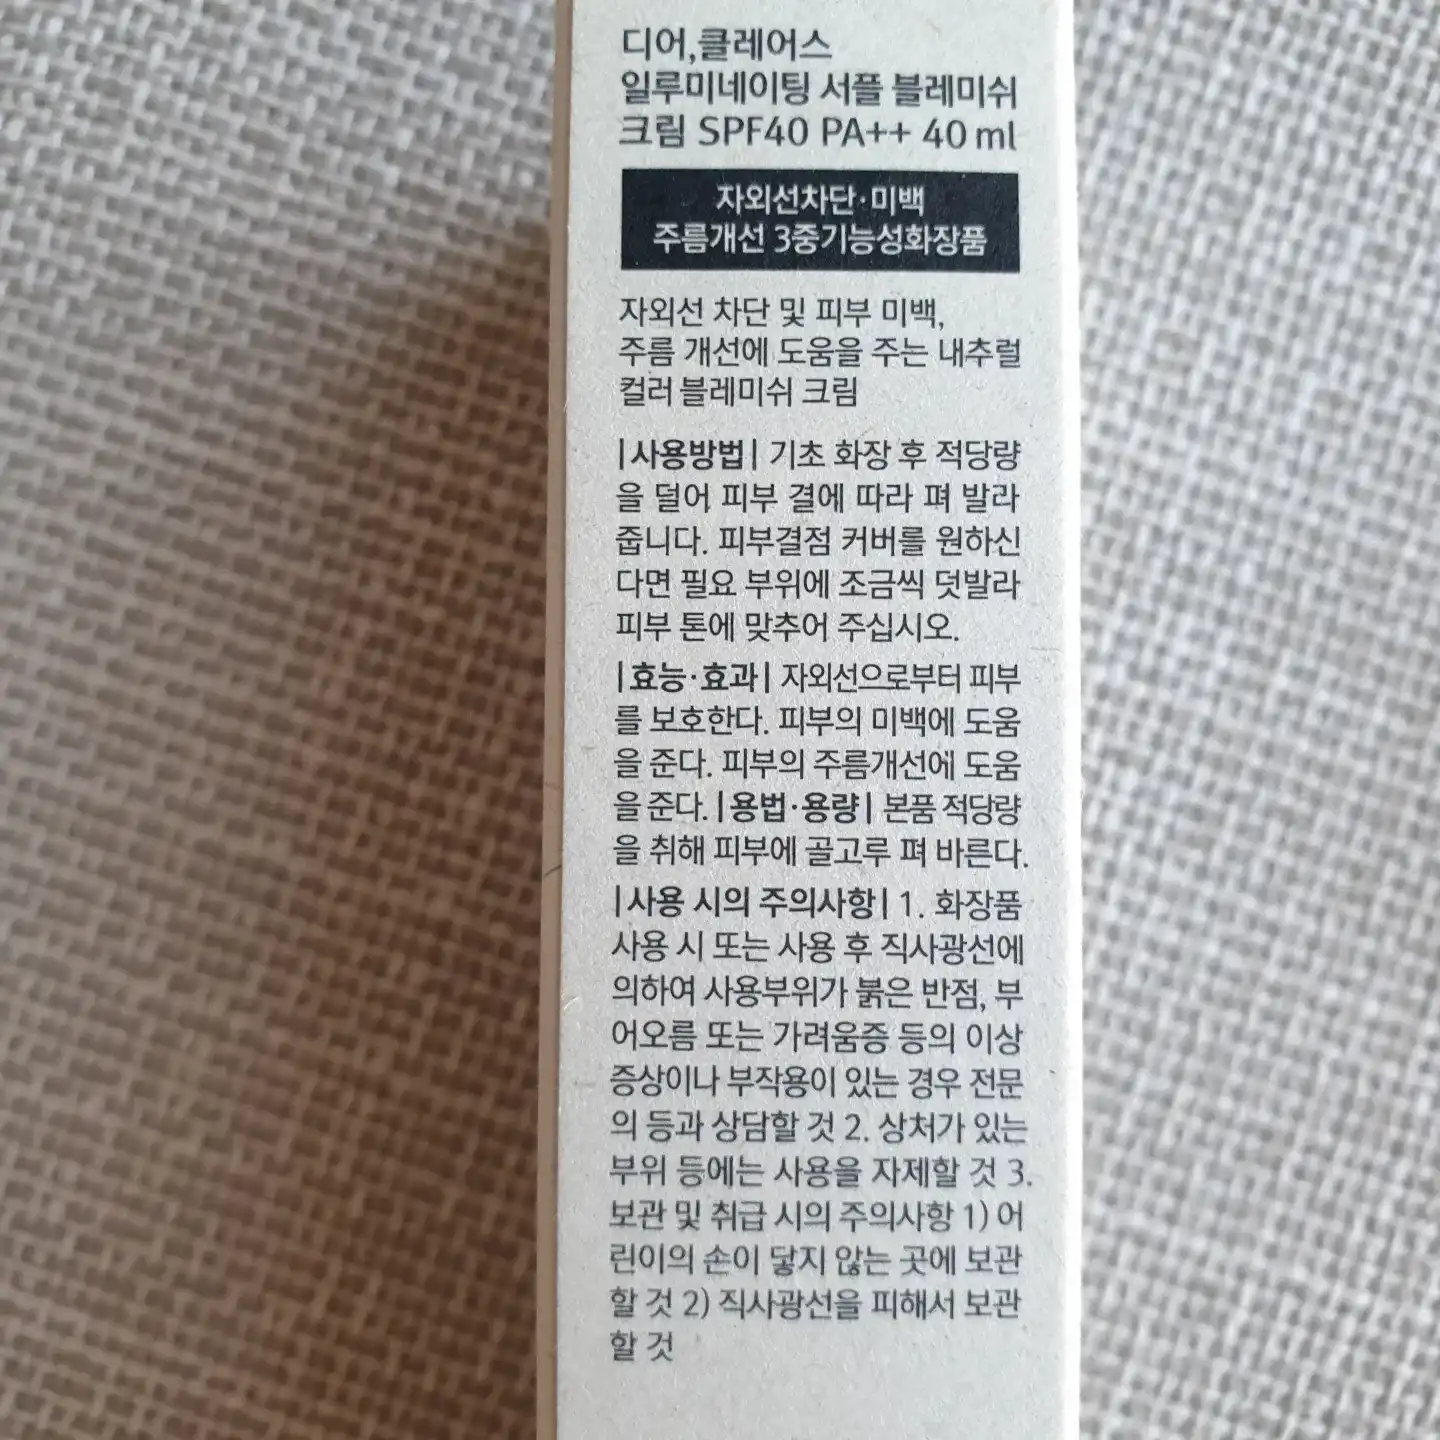 디어,클레어스
일루미네이팅 서플 블레미쉬
크림 SPF40 PA++ 40 ml
자외선차단·미백
주름개선 3중기능성화장품
자외선 차단 및 피부 미백,
주름 개선에 도움을 주는 내추럴
컬러 블레미쉬 크림
|사용방법| 기초 화장 후 적당량
을 덜어 피부 결에 따라 펴 발라
줍니다. 피부결점 커버를 원하신
다면 필요 부위에 조금씩 덧발라
피부 톤에 맞추어 주십시오.
|효능·효과| 자외선으로부터 피부
를 보호한다. 피부의 미백에 도움
을 준다. 피부의 주름개선에 도움
을 준다. |용법·용량| 본품 적당량
을 취해 피부에 골고루 펴 바른다.
|사용 시의 주의사항| 1. 화장품
사용 시 또는 사용 후 직사광선에
의하여 사용부위가 붉은 반점, 부
어오름 또는 가려움증 등의 이상
증상이나 부작용이 있는 경우 전문
의 등과 상담할 것 2. 상처가 있는
부위 등에는 사용을 자제할 것 3.
보관 및 취급 시의 주의사항 1) 어
린이의 손이 닿지 않는 곳에 보관
할 것 2) 직사광선을 피해서 보관
할 것